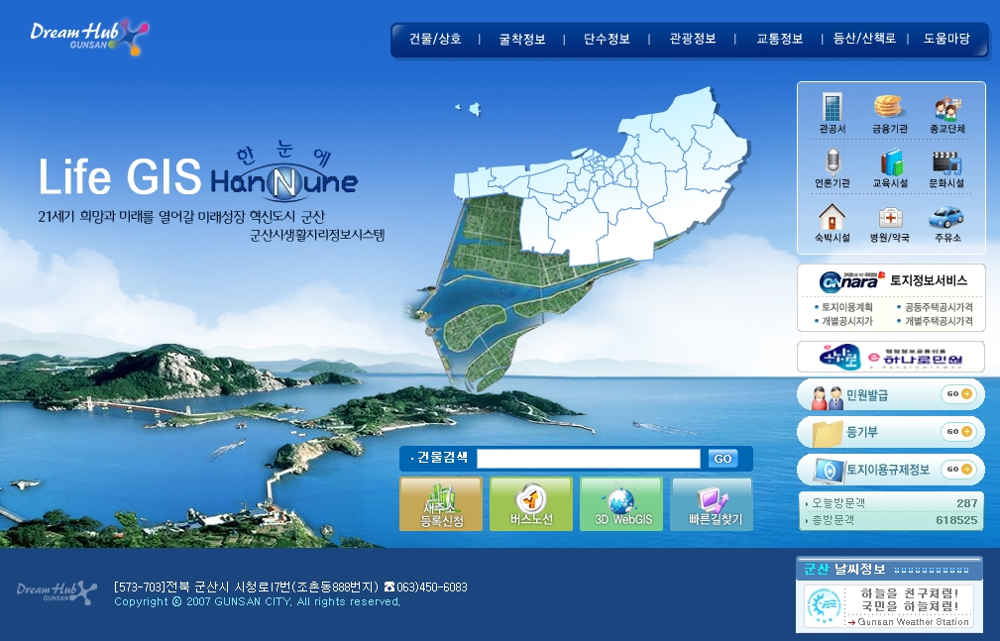 Dream Hub
GUNSAN
건물/상호 | 굴착정보 | 단수정보 | 관광정보 | 교통정보 | 등산/산책로 | 도움마당
한눈에
Life GIS HanNune
21세기 희망과 미래를 열어갈 미래성장 혁신도시 군산
군산시생활지리정보시스템
관공서 금융기관 종교단체
언론기관 교육시설 문화시설
숙박시설 병원/약국 주유소
Onnara 토지정보서비스
토지이용계획 공동주택공시가격
개별공시지가 개별주택공시가격
e 하나로민원
민원발급 GO
등기부 GO
토지이용규제정보 GO
오늘방문객 287
총방문객 618525
건물검색 GO
새주소
등록신청
버스노선
3D WebGIS
빠른길찾기
Dream Hub
GUNSAN
[573-703]전북 군산시 시청로17번(조촌동888번지) ☎063)450-6083
Copyright © 2007 GUNSAN CITY. All rights reserved.
군산 날씨정보
하늘을 친구처럼!
국민을 하늘처럼!
Gunsan Weather Station